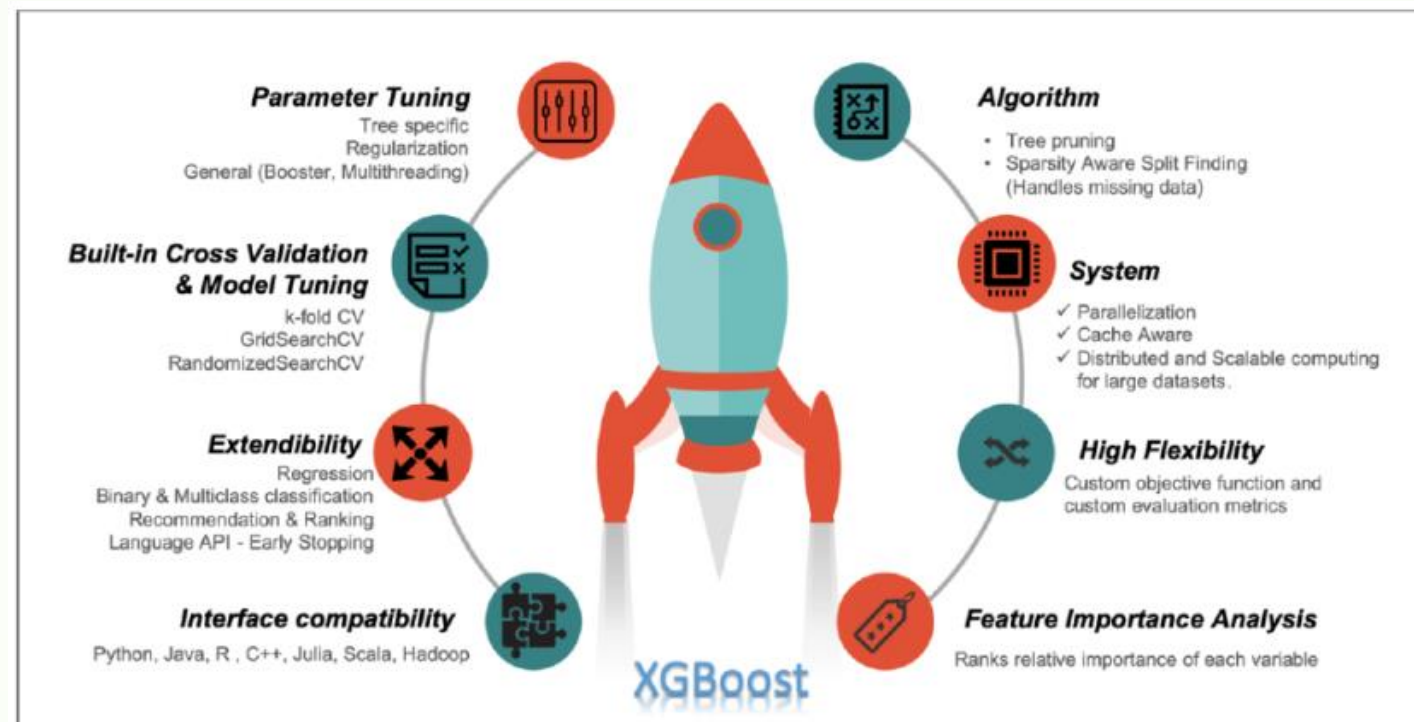 Parameter Tuning
Tree specific
Regularization
General (Booster, Multithreading)
Built-in Cross Validation
& Model Tuning
k-fold CV
GridSearchCV
RandomizedSearchCV
Extendibility
Regression
Binary & Multiclass classification
Recommendation & Ranking
Language API - Early Stopping
Interface compatibility
Python, Java, R , C++, Julia, Scala, Hadoop
Algorithm
• Tree pruning
• Sparsity Aware Split Finding
(Handles missing data)
System
✓ Parallelization
✓ Cache Aware
✓ Distributed and Scalable computing
for large datasets.
High Flexibility
Custom objective function and
custom evaluation metrics
Feature Importance Analysis
Ranks relative importance of each variable
XGBoost